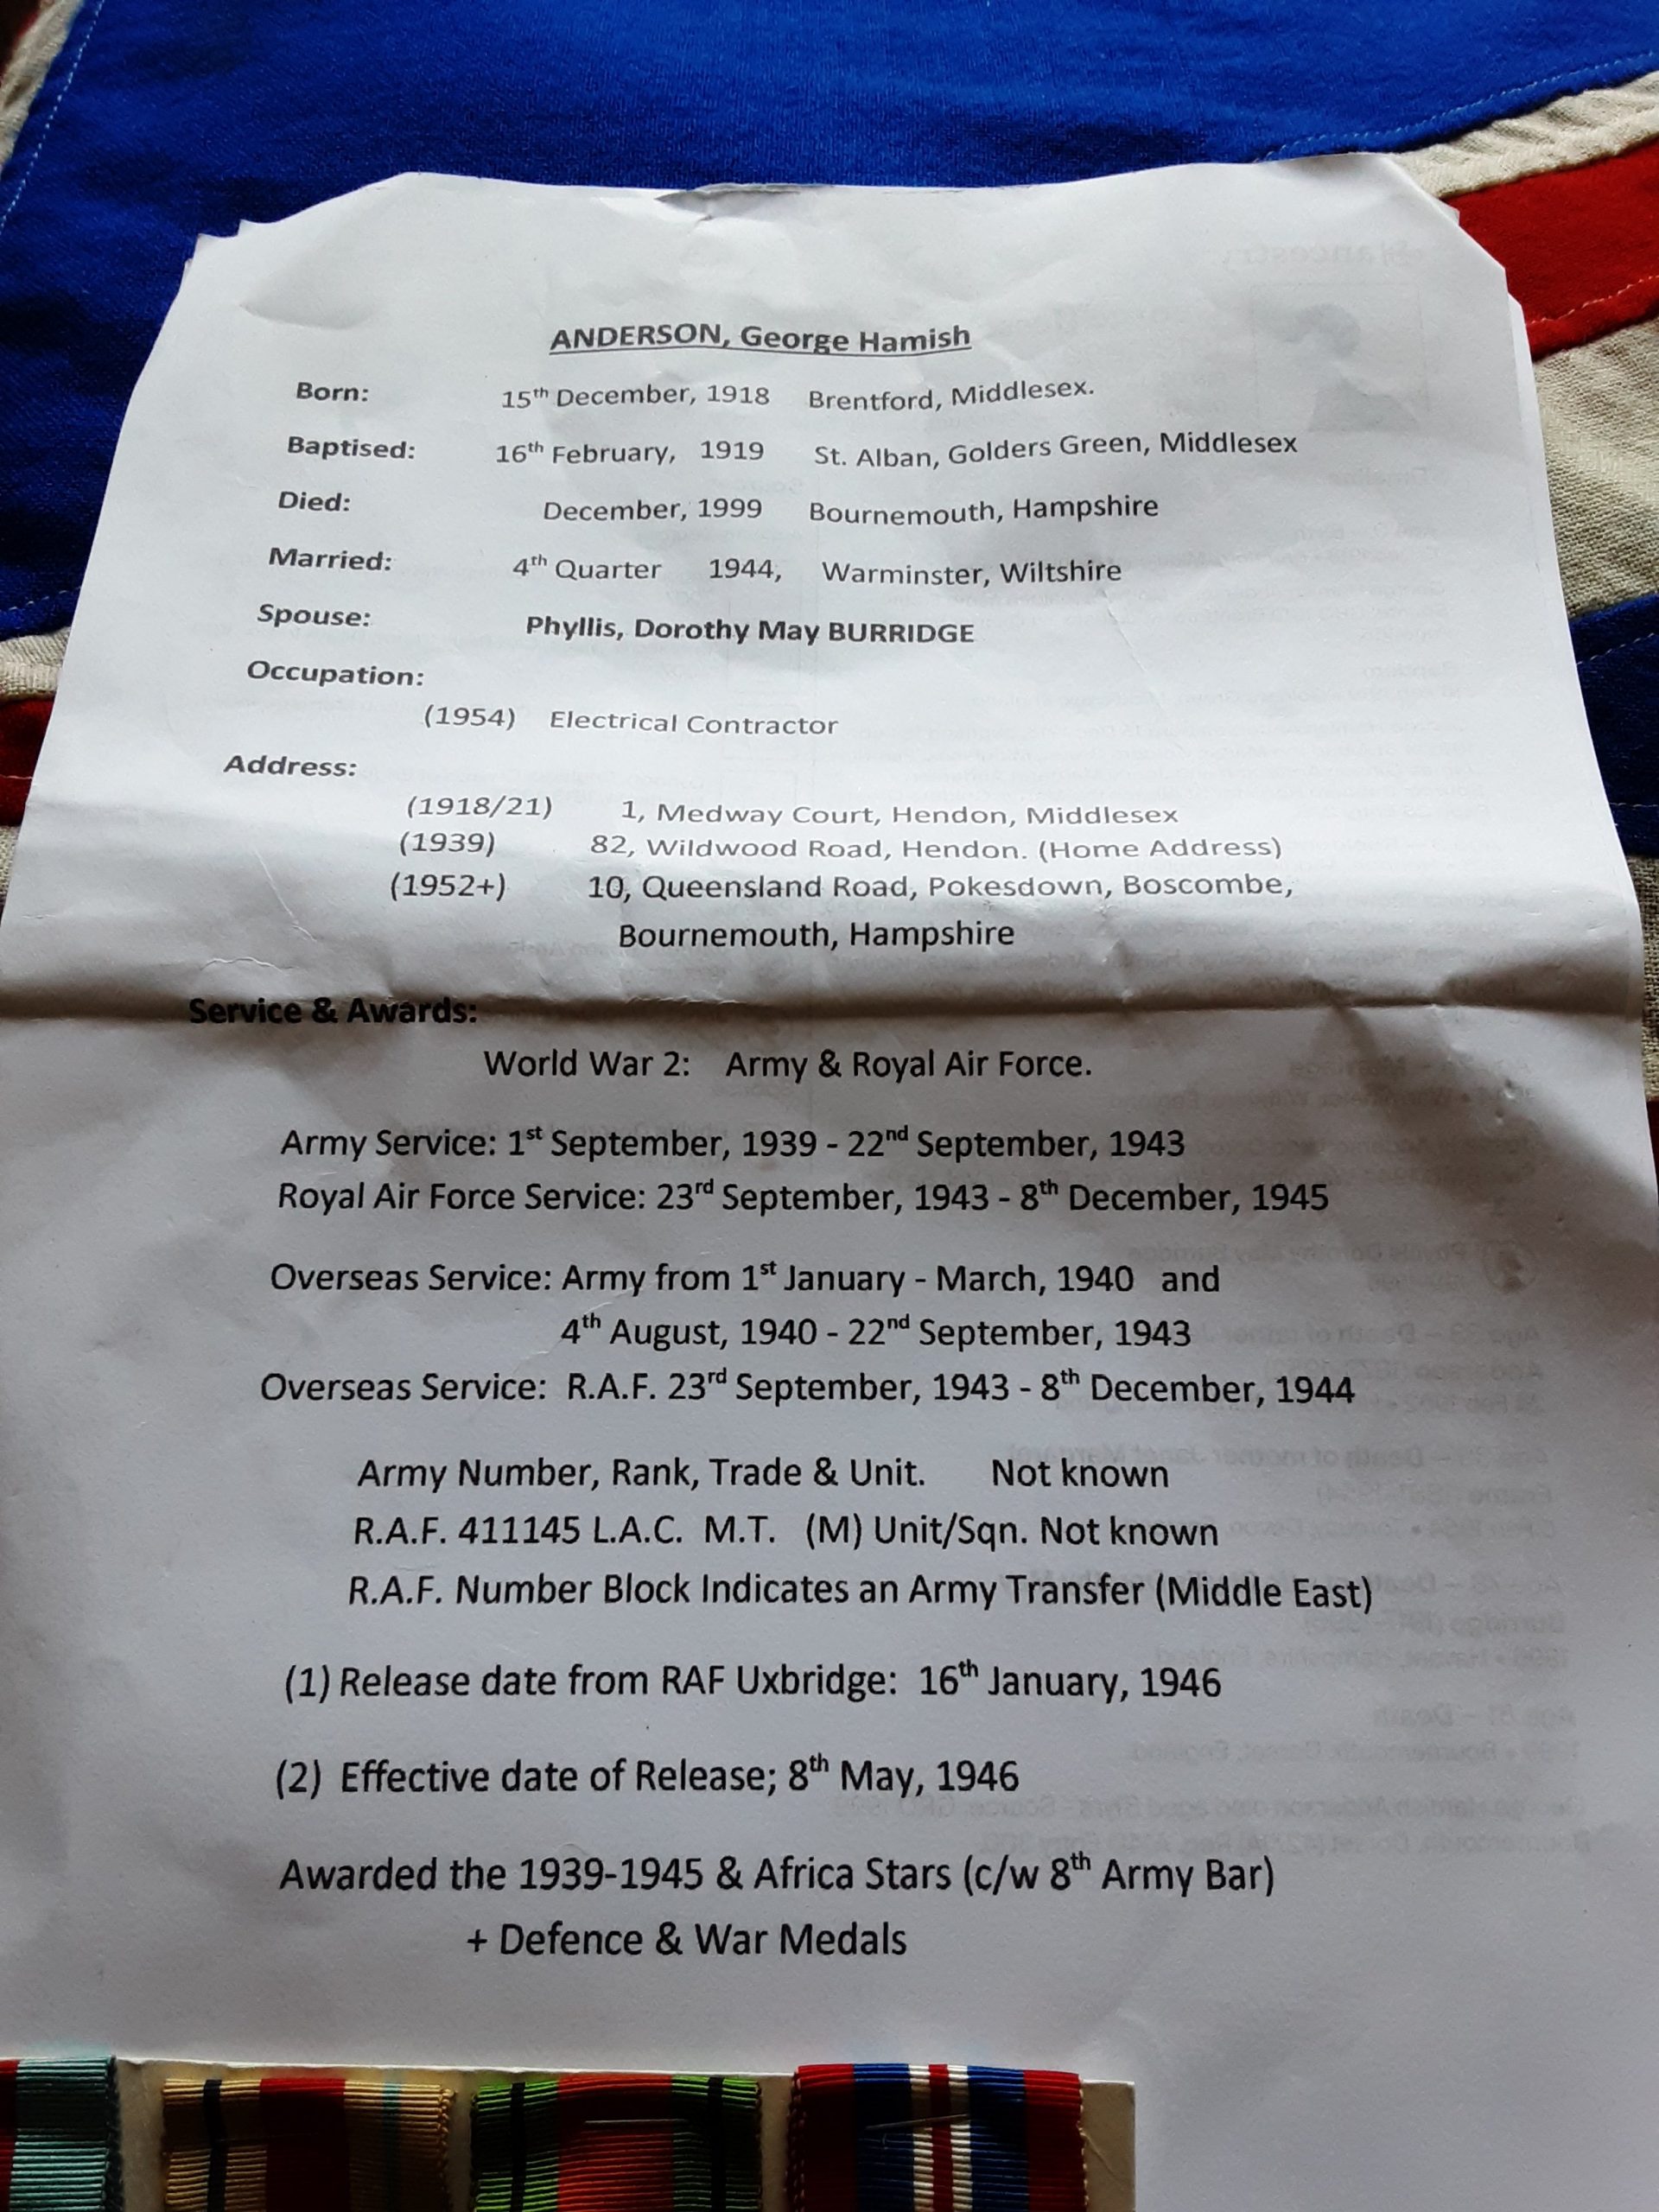 ANDERSON, George Hamish
Born: 15th December, 1918 Brentford, Middlesex.
Baptised: 16th February, 1919 St. Alban, Golders Green, Middlesex
Died: December, 1999 Bournemouth, Hampshire
Married: 4th Quarter 1944, Warminster, Wiltshire
Spouse: Phyllis, Dorothy May BURRIDGE
Occupation:
(1954) Electrical Contractor
Address:
(1918/21) 1, Medway Court, Hendon, Middlesex
(1939) 82, Wildwood Road, Hendon. (Home Address)
(1952+) 10, Queensland Road, Pokesdown, Boscombe,
Bournemouth, Hampshire
Service & Awards:
World War 2: Army & Royal Air Force.
Army Service: 1st September, 1939 - 22nd September, 1943
Royal Air Force Service: 23rd September, 1943 - 8th December, 1945
Overseas Service: Army from 1st January - March, 1940 and
4th August, 1940 - 22nd September, 1943
Overseas Service: R.A.F. 23rd September, 1943 - 8th December, 1944
Army Number, Rank, Trade & Unit. Not known
R.A.F. 411145 L.A.C. M.T. (M) Unit/Sqn. Not known
R.A.F. Number Block Indicates an Army Transfer (Middle East)
(1) Release date from RAF Uxbridge: 16th January, 1946
(2) Effective date of Release; 8th May, 1946
Awarded the 1939-1945 & Africa Stars (c/w 8th Army Bar)
+ Defence & War Medals